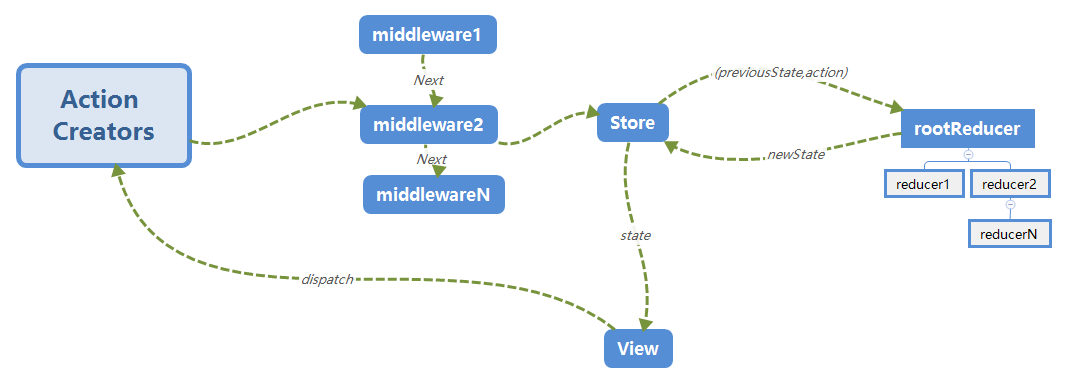 middleware1
Next
(previousState,action)
Action
Creators
middleware2
Store
rootReducer
Next
newState
middlewareN
reducer1
reducer2
state
reducerN
dispatch
View